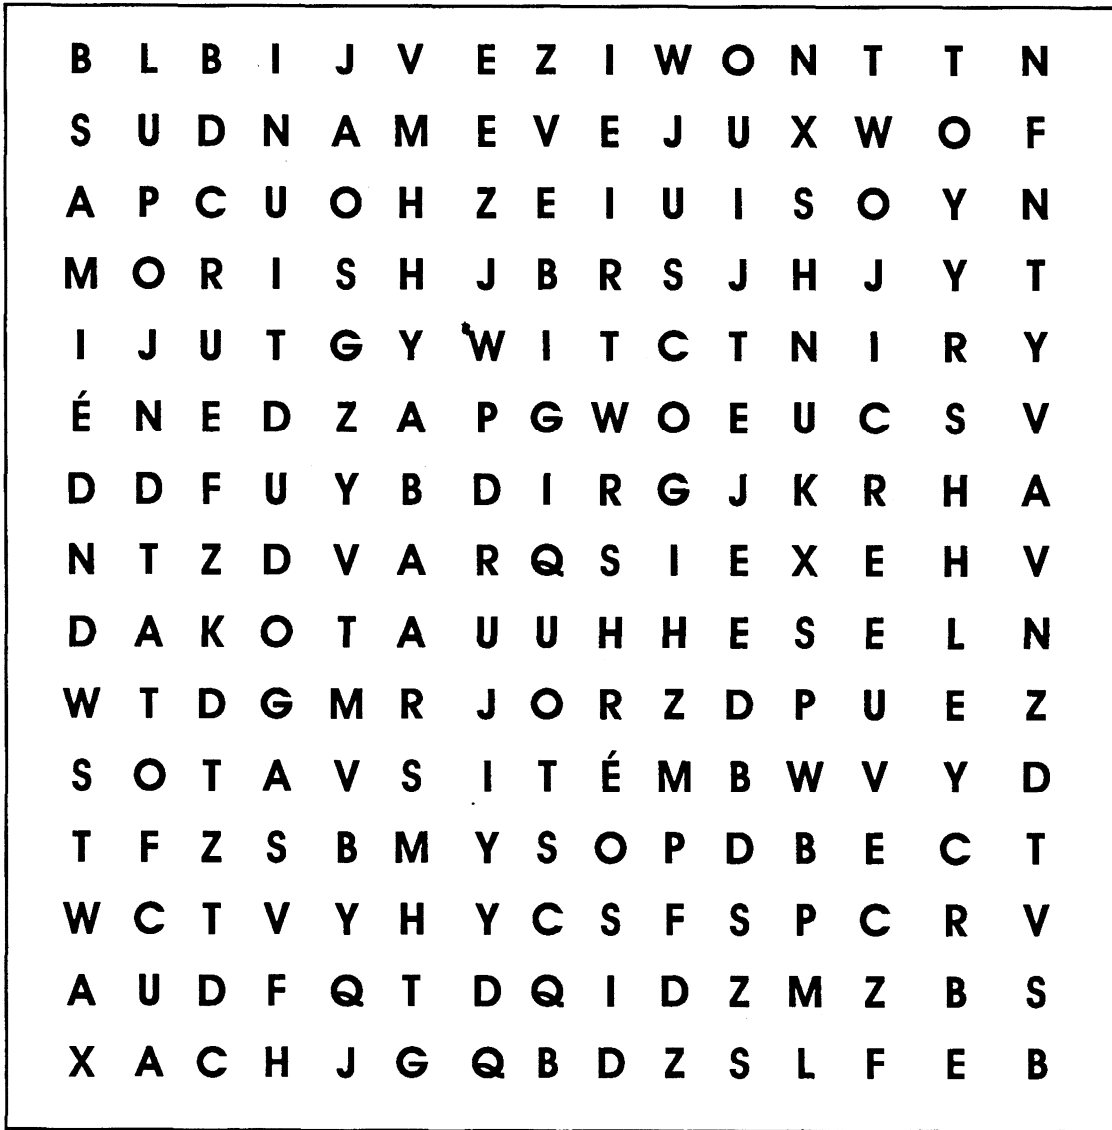 B L B I J V E Z I W O N T T N
S U D N A M E V E J U X W O F
A P C U O H Z E I U I S O Y N
M O R I S H J B R S J H J Y T
I J U T G Y W I T C T N I R Y
É N E D Z A P G W O E U C S V
D D F U Y B D I R G J K R H A
N T Z D V A R Q S I E X E H V
D A K O T A U U H H E S E L N
W T D G M R J O R Z D P U E Z
S O T A V S I T É M B W V Y D
T F Z S B M Y S O P D B E C T
W C T V Y H Y C S F S P C R V
A U D F Q T D Q I D Z M Z B S
X A C H J G Q B D Z S L F E B